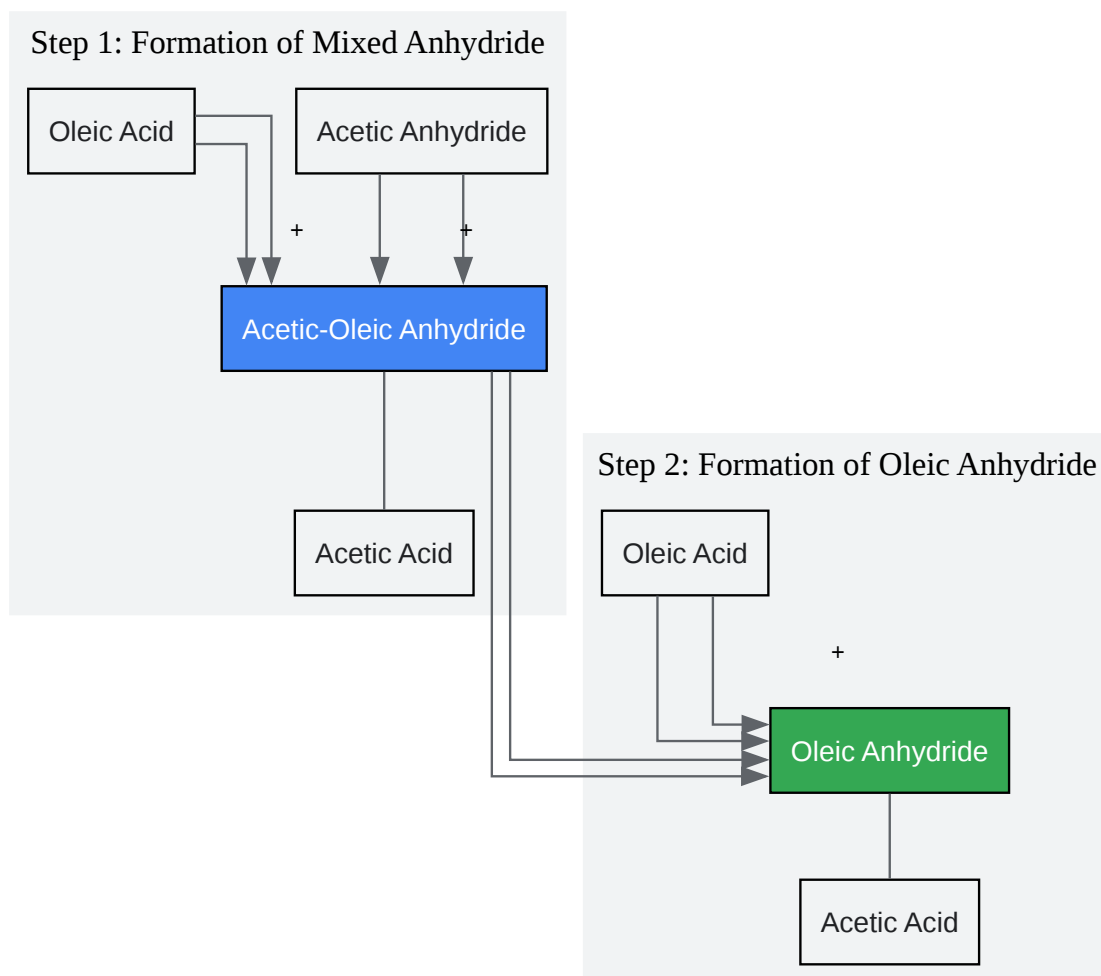 Step 1: Formation of Mixed Anhydride
Oleic Acid
Acetic Anhydride
+
+
Acetic-Oleic Anhydride
Acetic Acid
Step 2: Formation of Oleic Anhydride
Oleic Acid
+
Oleic Anhydride
Acetic Acid